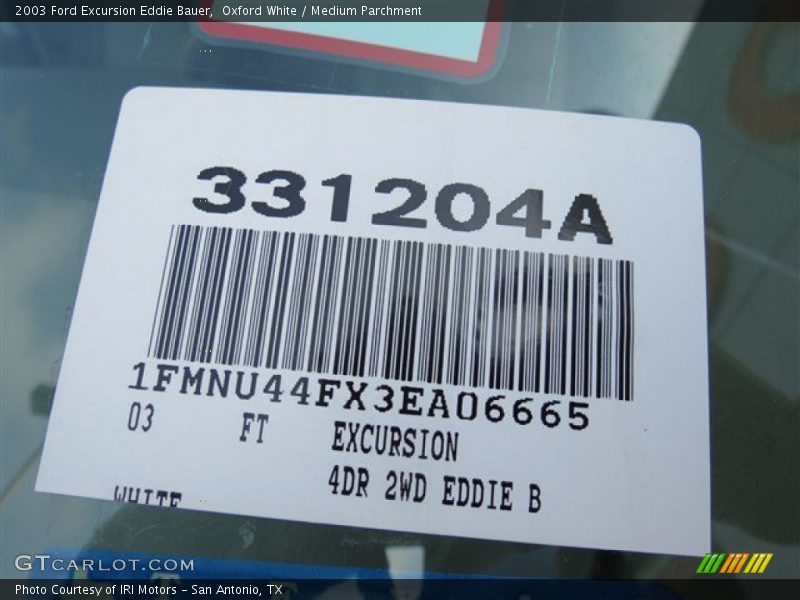 2003 Ford Excursion Eddie Bauer,  Oxford White / Medium Parchment
331204A
1FMNU44FX3EA06665
03 FT EXCURSION
4DR 2WD EDDIE B
WHITE
GTCARLOT.COM
Photo Courtesy of IRI Motors – San Antonio, TX